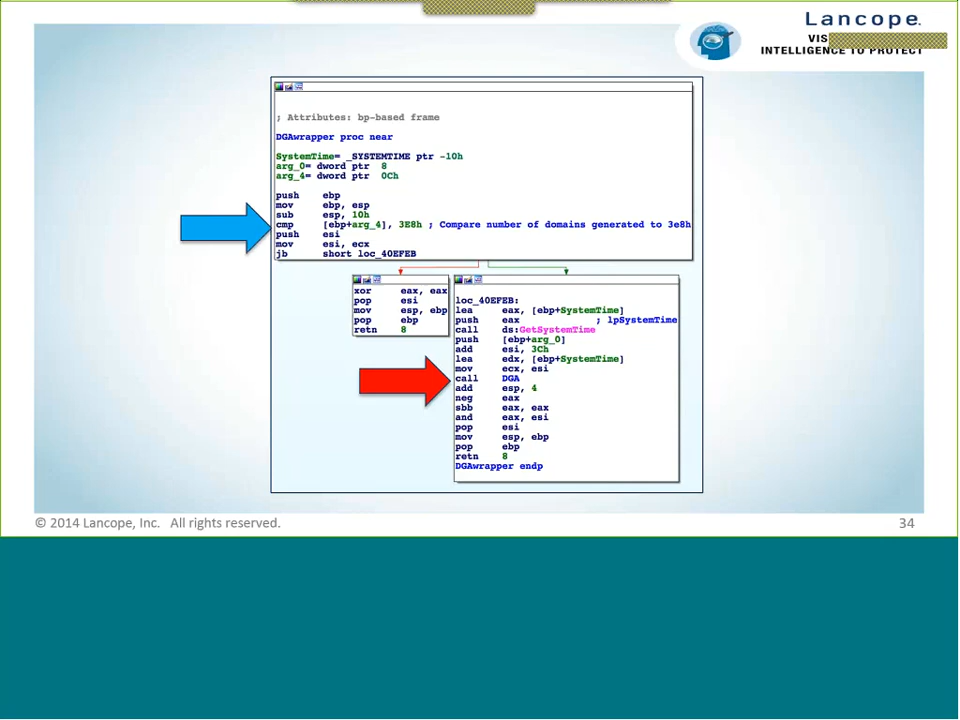 Lancope.
VIS
INTELLIGENCE TO PROTECT
; Attributes: bp-based frame
DGAwrapper proc near
SystemTime= _SYSTEMTIME ptr -10h
arg_0= dword ptr  8
arg_4= dword ptr  0Ch
push    ebp
mov     ebp, esp
sub     esp, 10h
cmp     [ebp+arg_4], 3E8h ; Compare number of domains generated to 3e8h
push    esi
mov     esi, ecx
jb      short loc_40EFEB
xor     eax, eax
pop     esi
mov     esp, ebp
pop     ebp
retn    8
loc_40EFEB:
lea     eax, [ebp+SystemTime]
push    eax             ; lpSystemTime
call    ds:GetSystemTime
push    [ebp+arg_0]
add     esi, 3Ch
lea     edx, [ebp+SystemTime]
mov     ecx, esi
call    DGA
add     esp, 4
neg     eax
sbb     eax, eax
and     eax, esi
pop     esi
mov     esp, ebp
pop     ebp
retn    8
DGAwrapper endp
© 2014 Lancope, Inc.   All rights reserved.
34